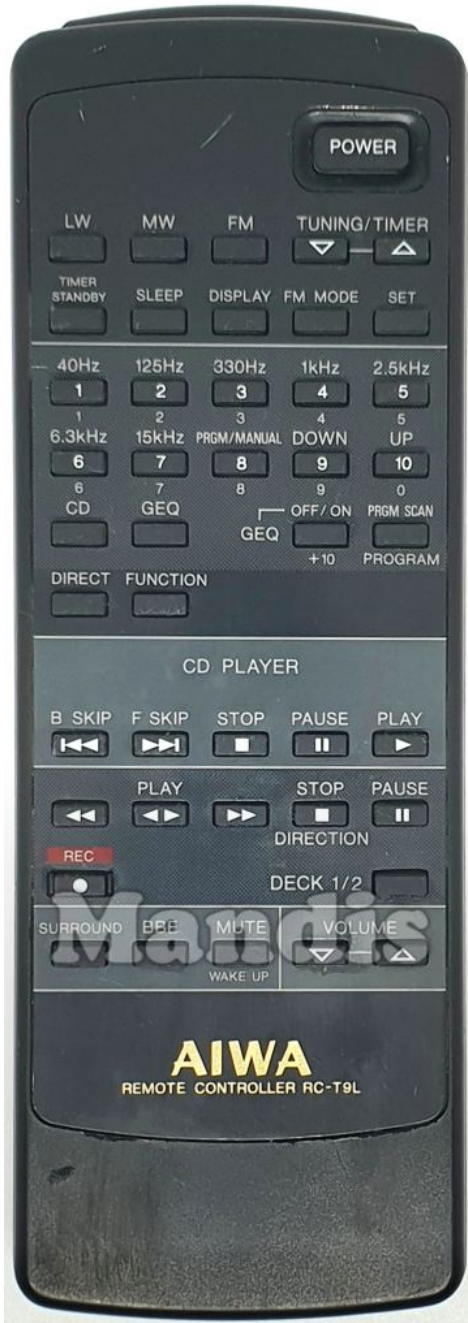 POWER
LW MW FM TUNING/TIMER
TIMER
STANDBY SLEEP DISPLAY FM MODE SET
40Hz 125Hz 330Hz 1kHz 2.5kHz
1 2 3 4 5
1 2 3 4 5
6.3kHz 15kHz PRGM/MANUAL DOWN UP
6 7 8 9 10
6 7 8 9 0
CD GEQ OFF/ON PRGM SCAN
GEQ
+10 PROGRAM
DIRECT FUNCTION
CD PLAYER
B SKIP F SKIP STOP PAUSE PLAY
PLAY STOP PAUSE
DIRECTION
REC
DECK 1/2
Mandis
SURROUND BBE MUTE VOLUME
WAKE UP
AIWA
REMOTE CONTROLLER RC-T9L